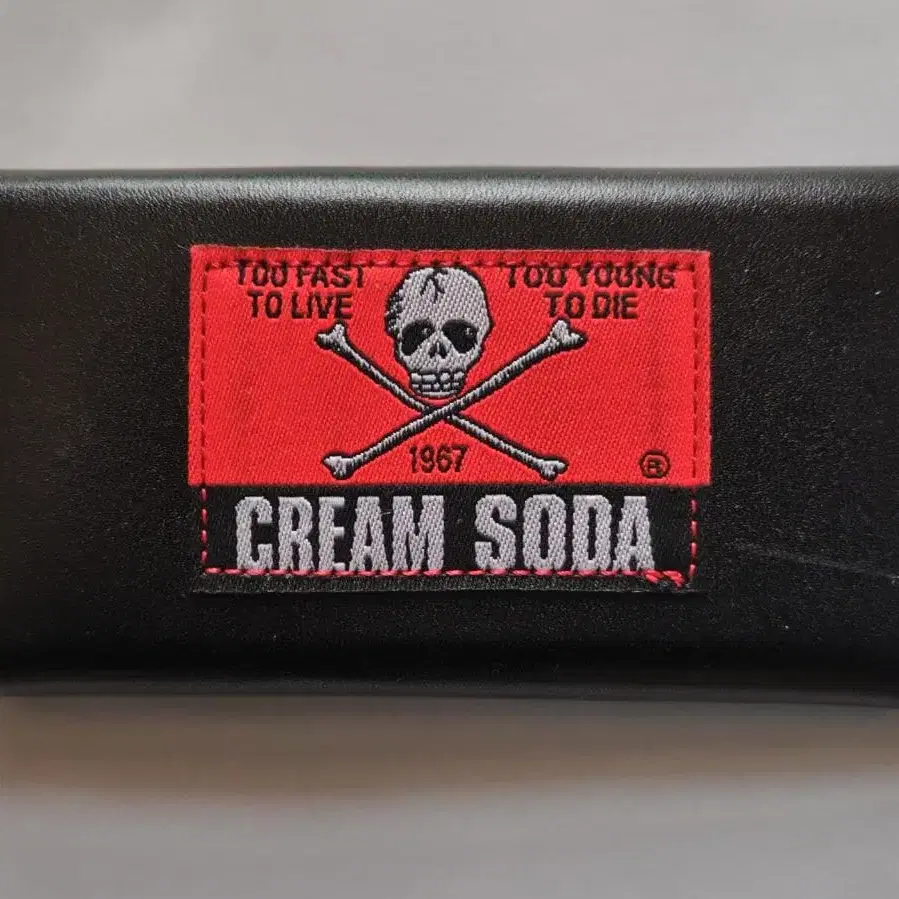 TOO FAST TOO YOUNG
TO LIVE TO DIE
1967 ®
CREAM SODA